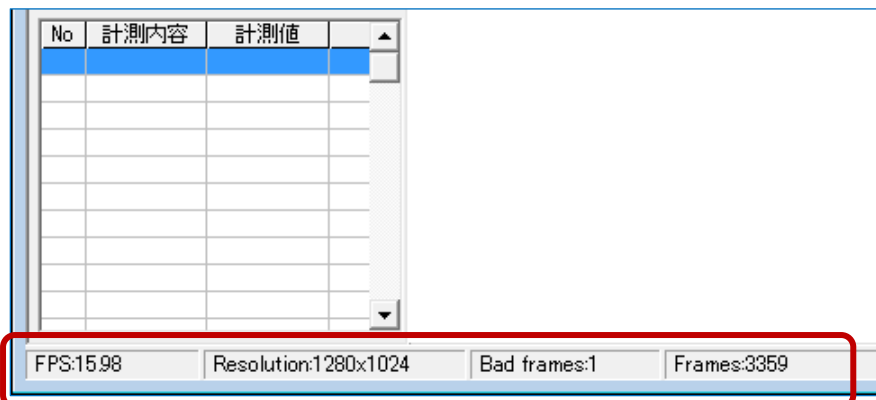 No 計測内容 計測値
FPS:15.98 Resolution:1280x1024 Bad frames:1 Frames:3359